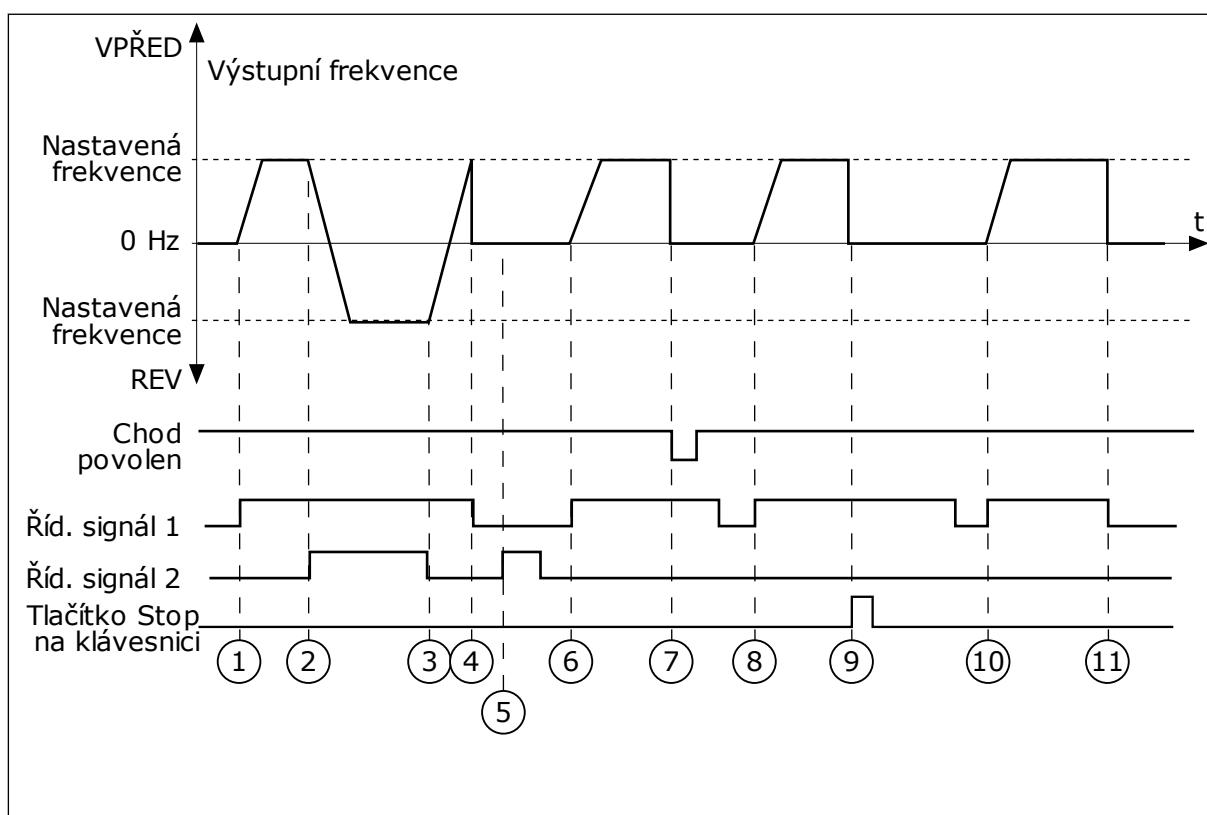 VPŘED
Výstupní frekvence
Nastavená
frekvence
0 Hz
t
Nastavená
frekvence
REV
Chod
povolen
Říd. signál 1
Říd. signál 2
Tlačítko Stop
na klávesnici
1 2 3 4 6 7 8 9 10 11
5